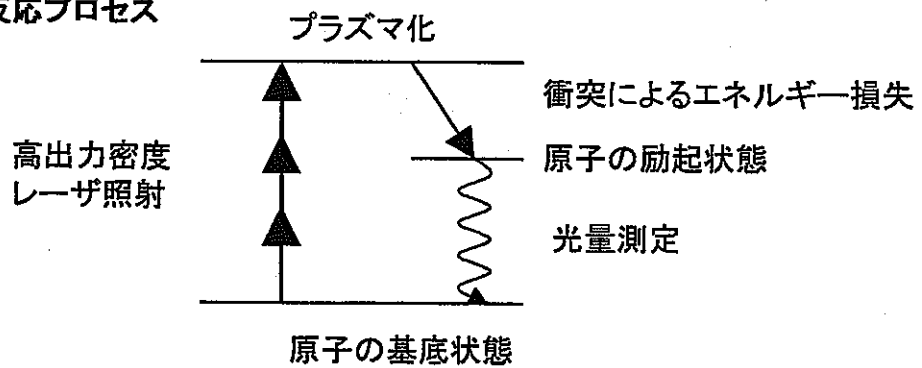 反応プロセス
プラズマ化
衝突によるエネルギー損失
高出力密度
レーザ照射
原子の励起状態
光量測定
原子の基底状態